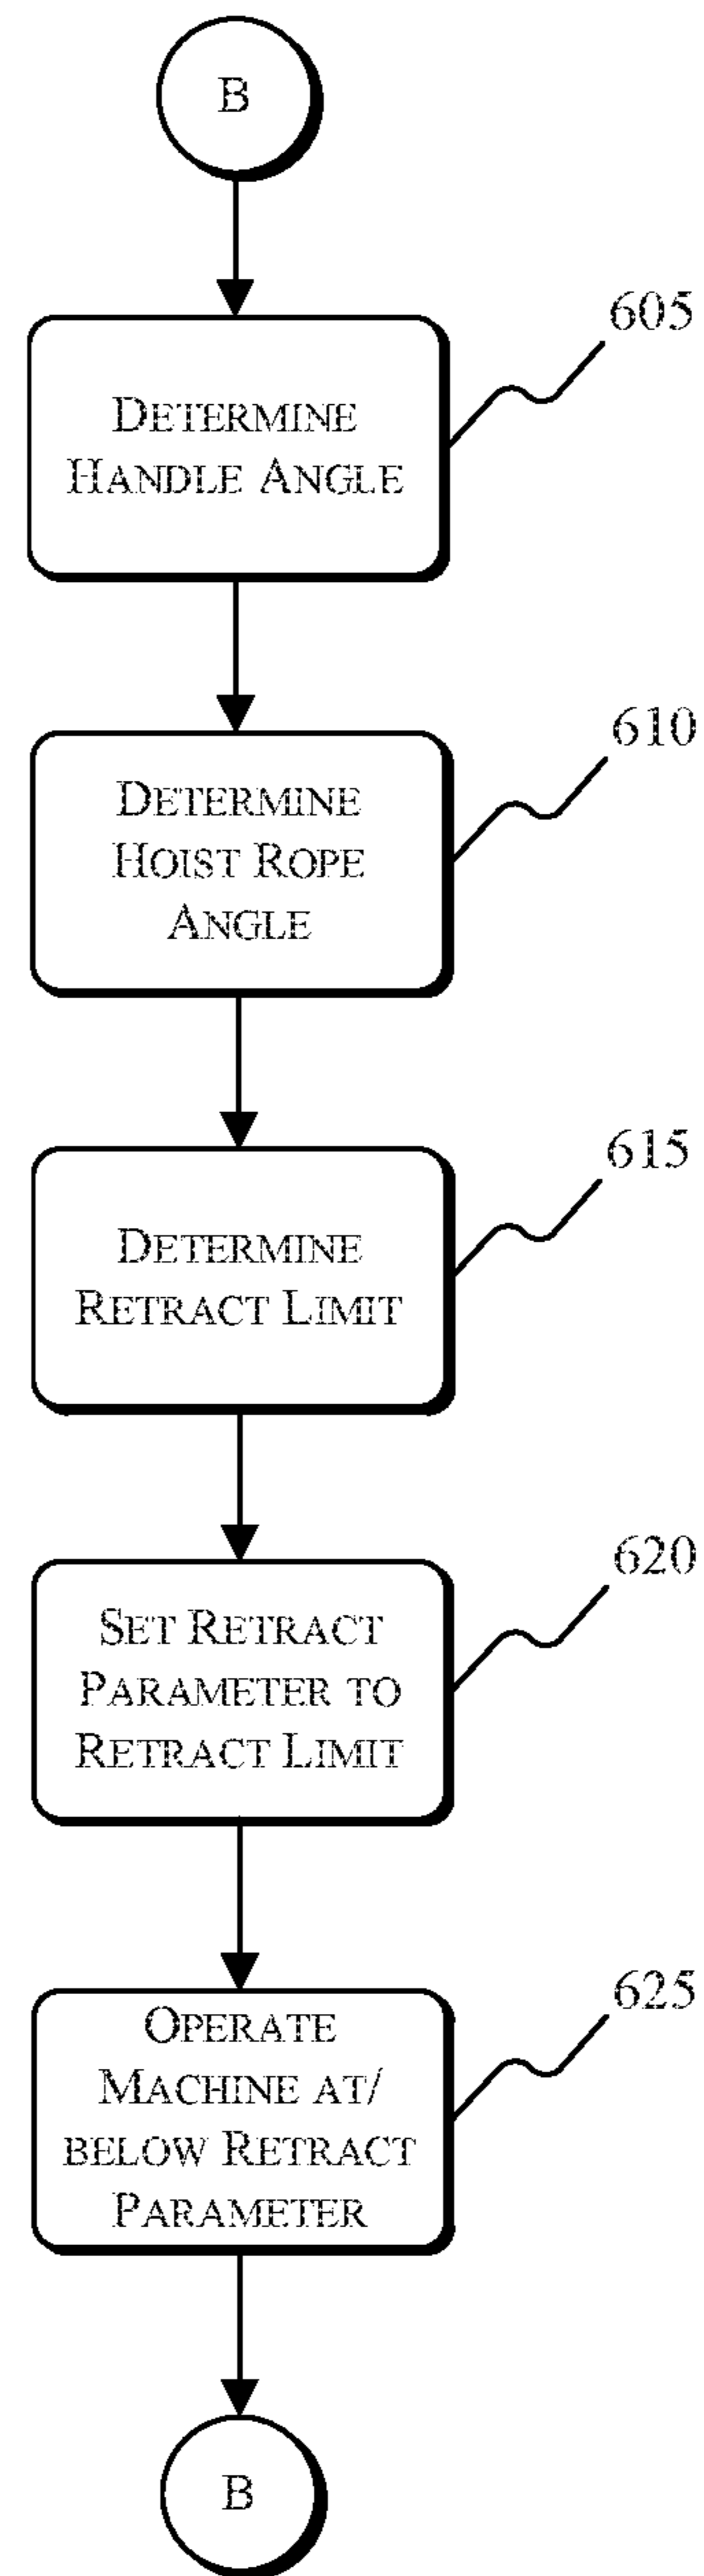 B
605
DETERMINE
HANDLE ANGLE
610
DETERMINE
HOIST ROPE
ANGLE
615
DETERMINE
RETRACT LIMIT
620
SET RETRACT
PARAMETER TO
RETRACT LIMIT
625
OPERATE
MACHINE AT/
BELOW RETRACT
PARAMETER
B